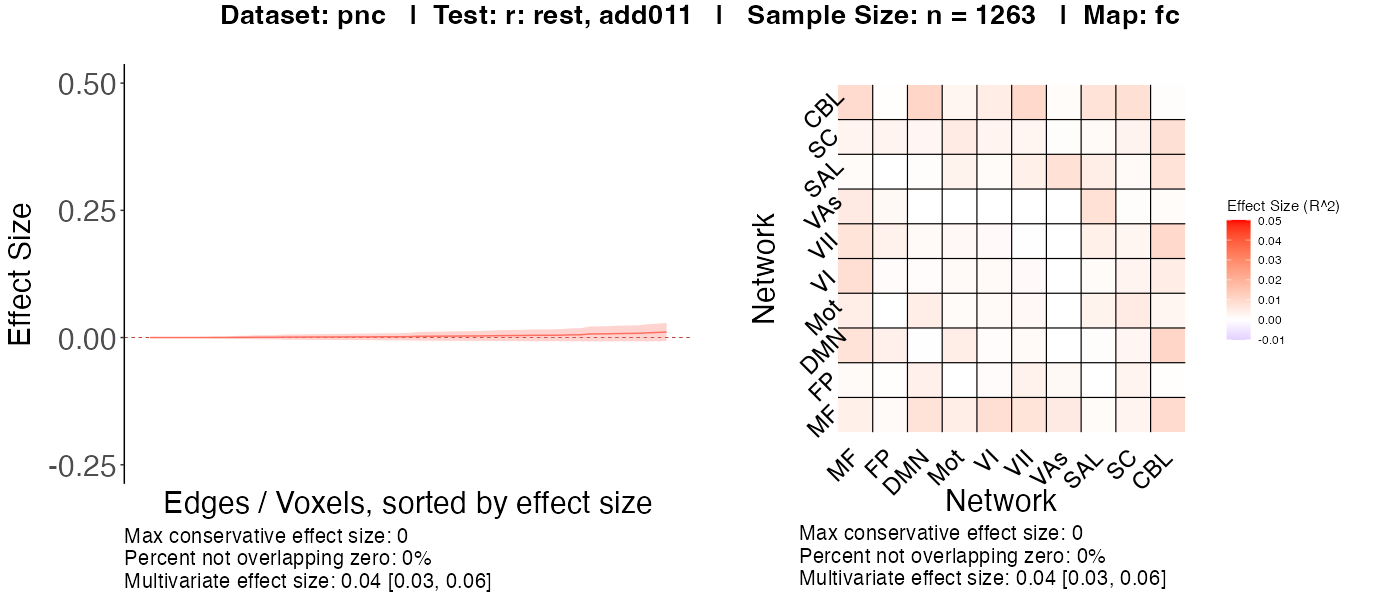 Dataset: pnc | Test: r: rest, add011 | Sample Size: n = 1263 | Map: fc
0.50
0.25
0.00
-0.25
Effect Size
Edges / Voxels, sorted by effect size
Max conservative effect size: 0
Percent not overlapping zero: 0%
Multivariate effect size: 0.04 [0.03, 0.06]
Network
CBL
SC
SAL
VAs
VII
VI
Mot
DMN
FP
MF
MF
FP
DMN
Mot
VI
VII
VAs
SAL
SC
CBL
Network
Max conservative effect size: 0
Percent not overlapping zero: 0%
Multivariate effect size: 0.04 [0.03, 0.06]
Effect Size (R^2)
0.05
0.04
0.03
0.02
0.01
0.00
-0.01